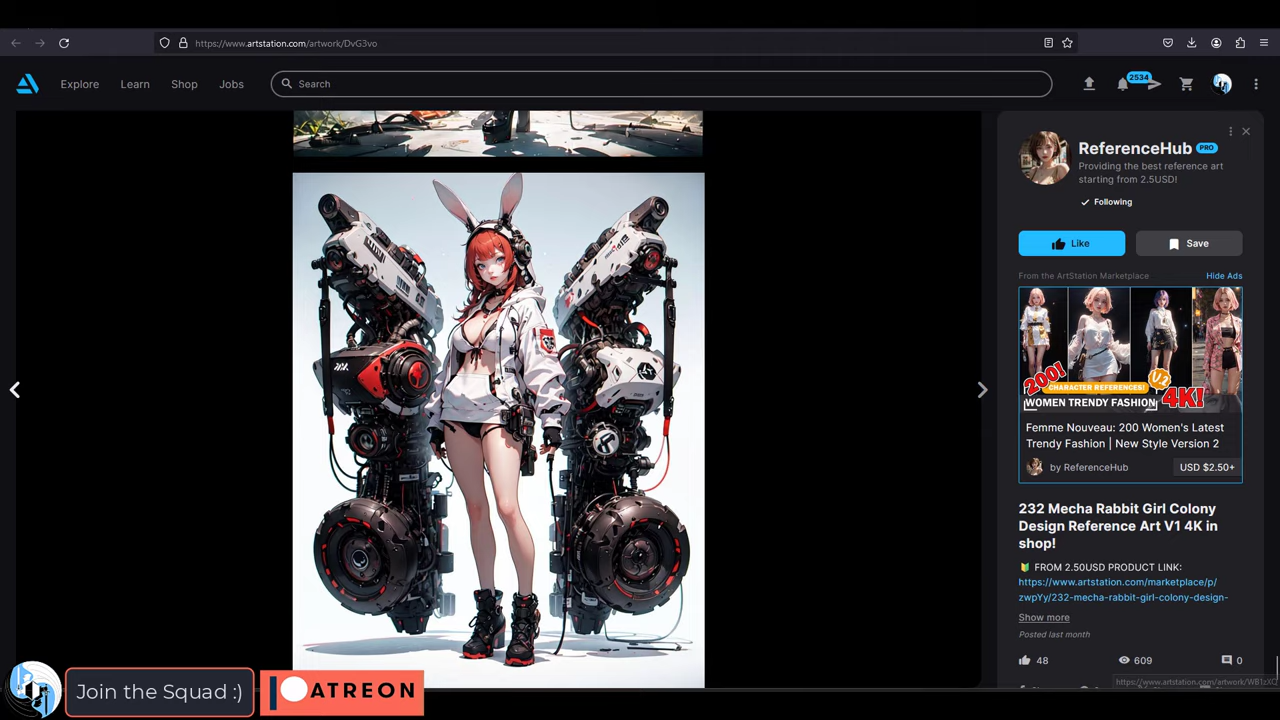 https://www.artstation.com/artwork/DvG3vo
Explore
Learn
Shop
Jobs
Search
2534
ReferenceHub PRO
Providing the best reference art
starting from 2.5USD!
Following
Like
Save
From the ArtStation Marketplace
Hide Ads
200!
CHARACTER REFERENCES!
V.2
WOMEN TRENDY FASHION
4K!
Femme Nouveau: 200 Women's Latest
Trendy Fashion | New Style Version 2
by ReferenceHub
USD $2.50+
232 Mecha Rabbit Girl Colony
Design Reference Art V1 4K in
shop!
FROM 2.50USD PRODUCT LINK:
https://www.artstation.com/marketplace/p/
zwpYy/232-mecha-rabbit-girl-colony-design-
Show more
Posted last month
48
609
0
Join the Squad :)
PATREON